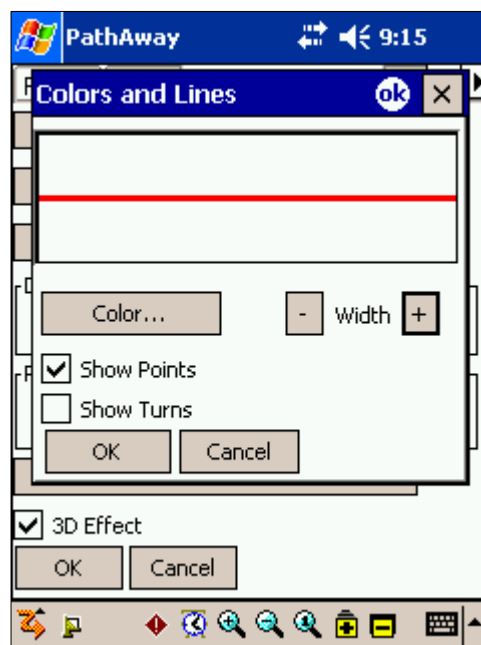 PathAway 9:15
Colors and Lines ok
Color... - Width +
Show Points
Show Turns
OK Cancel
3D Effect
OK Cancel